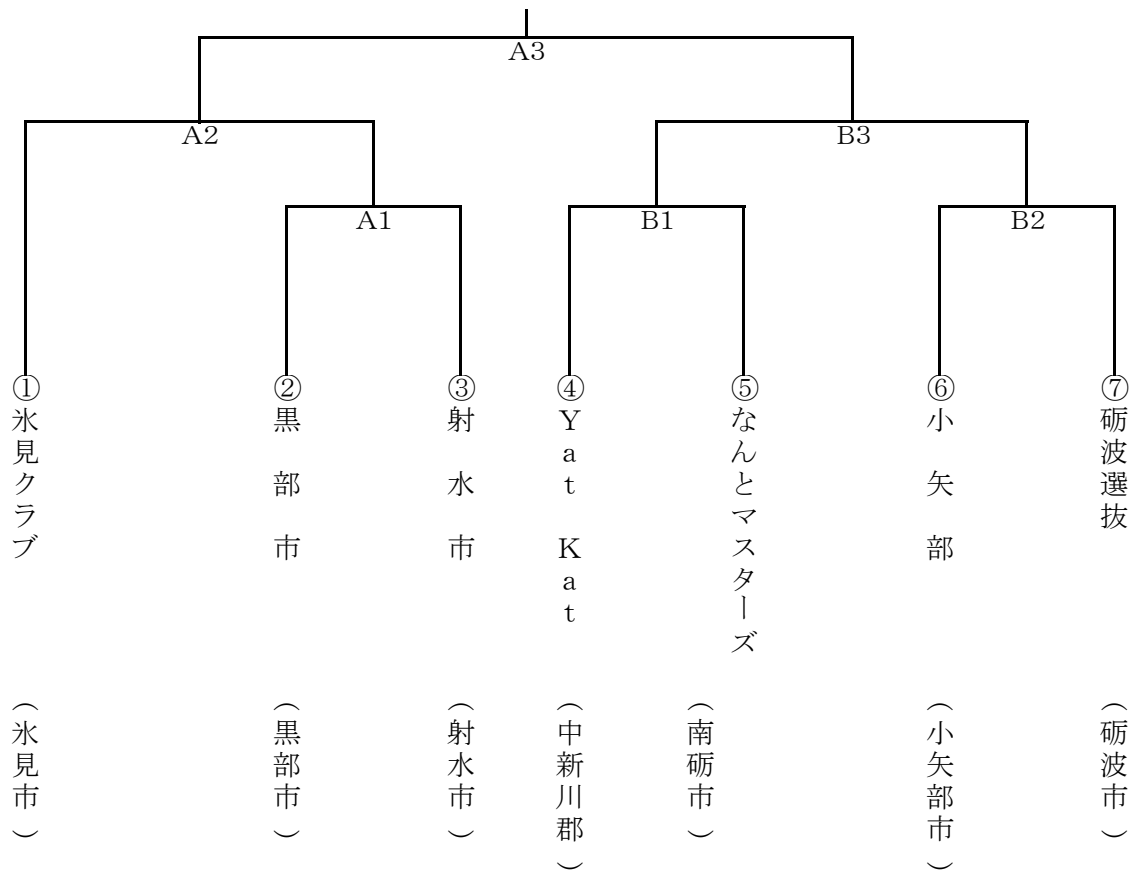 A3
A2
B3
A1
B1
B2
①氷見クラブ
②黒部市
③射水市
④Yat Kat
⑤なんとマスターズ
⑥小矢部
⑦砺波選抜
(氷見市)
(黒部市)
(射水市)
(中新川郡)
(南砺市)
(小矢部市)
(砺波市)